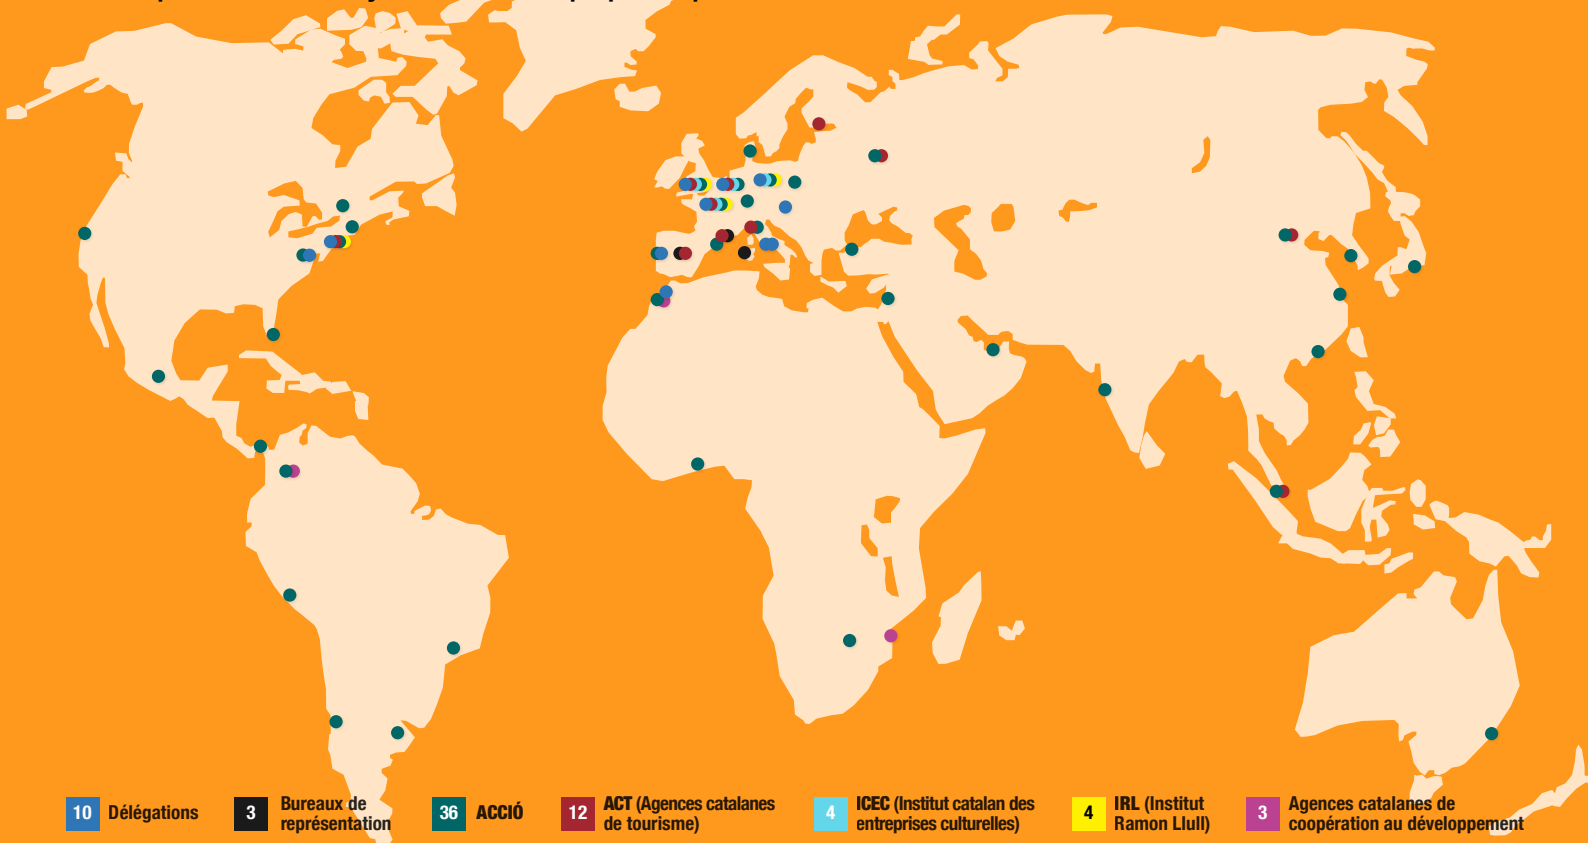 10 Délégations
3 Bureaux de
représentation
36 ACCIÓ
12 ACT (Agences catalanes
de tourisme)
4 ICEC (Institut catalan des
entreprises culturelles)
4 IRL (Institut
Ramon Llull)
3 Agences catalanes de
coopération au développement